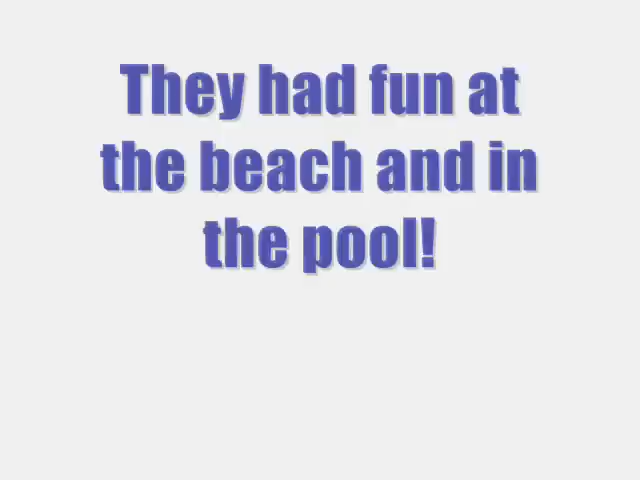 They had fun at
the beach and in
the pool!